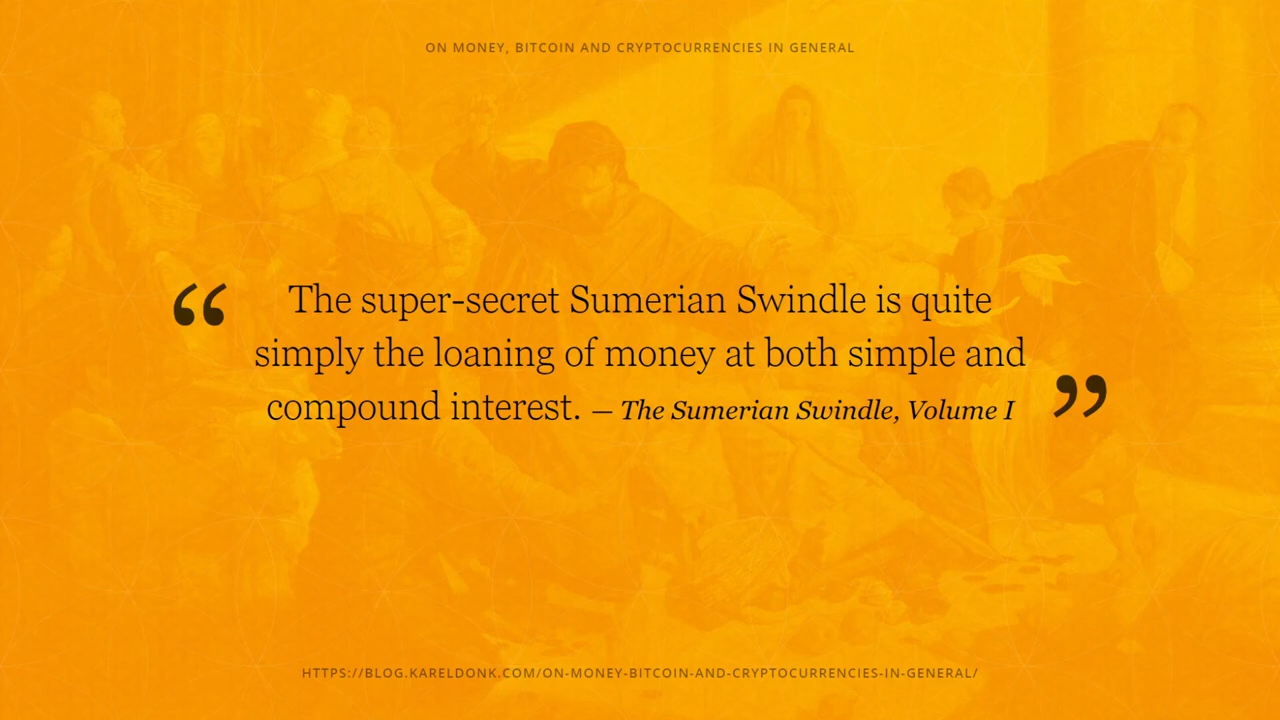 ON MONEY, BITCOIN AND CRYPTOCURRENCIES IN GENERAL
“The super-secret Sumerian Swindle is quite
simply the loaning of money at both simple and
compound interest. — The Sumerian Swindle, Volume I”
HTTPS://BLOG.KARELDONK.COM/ON-MONEY-BITCOIN-AND-CRYPTOCURRENCIES-IN-GENERAL/